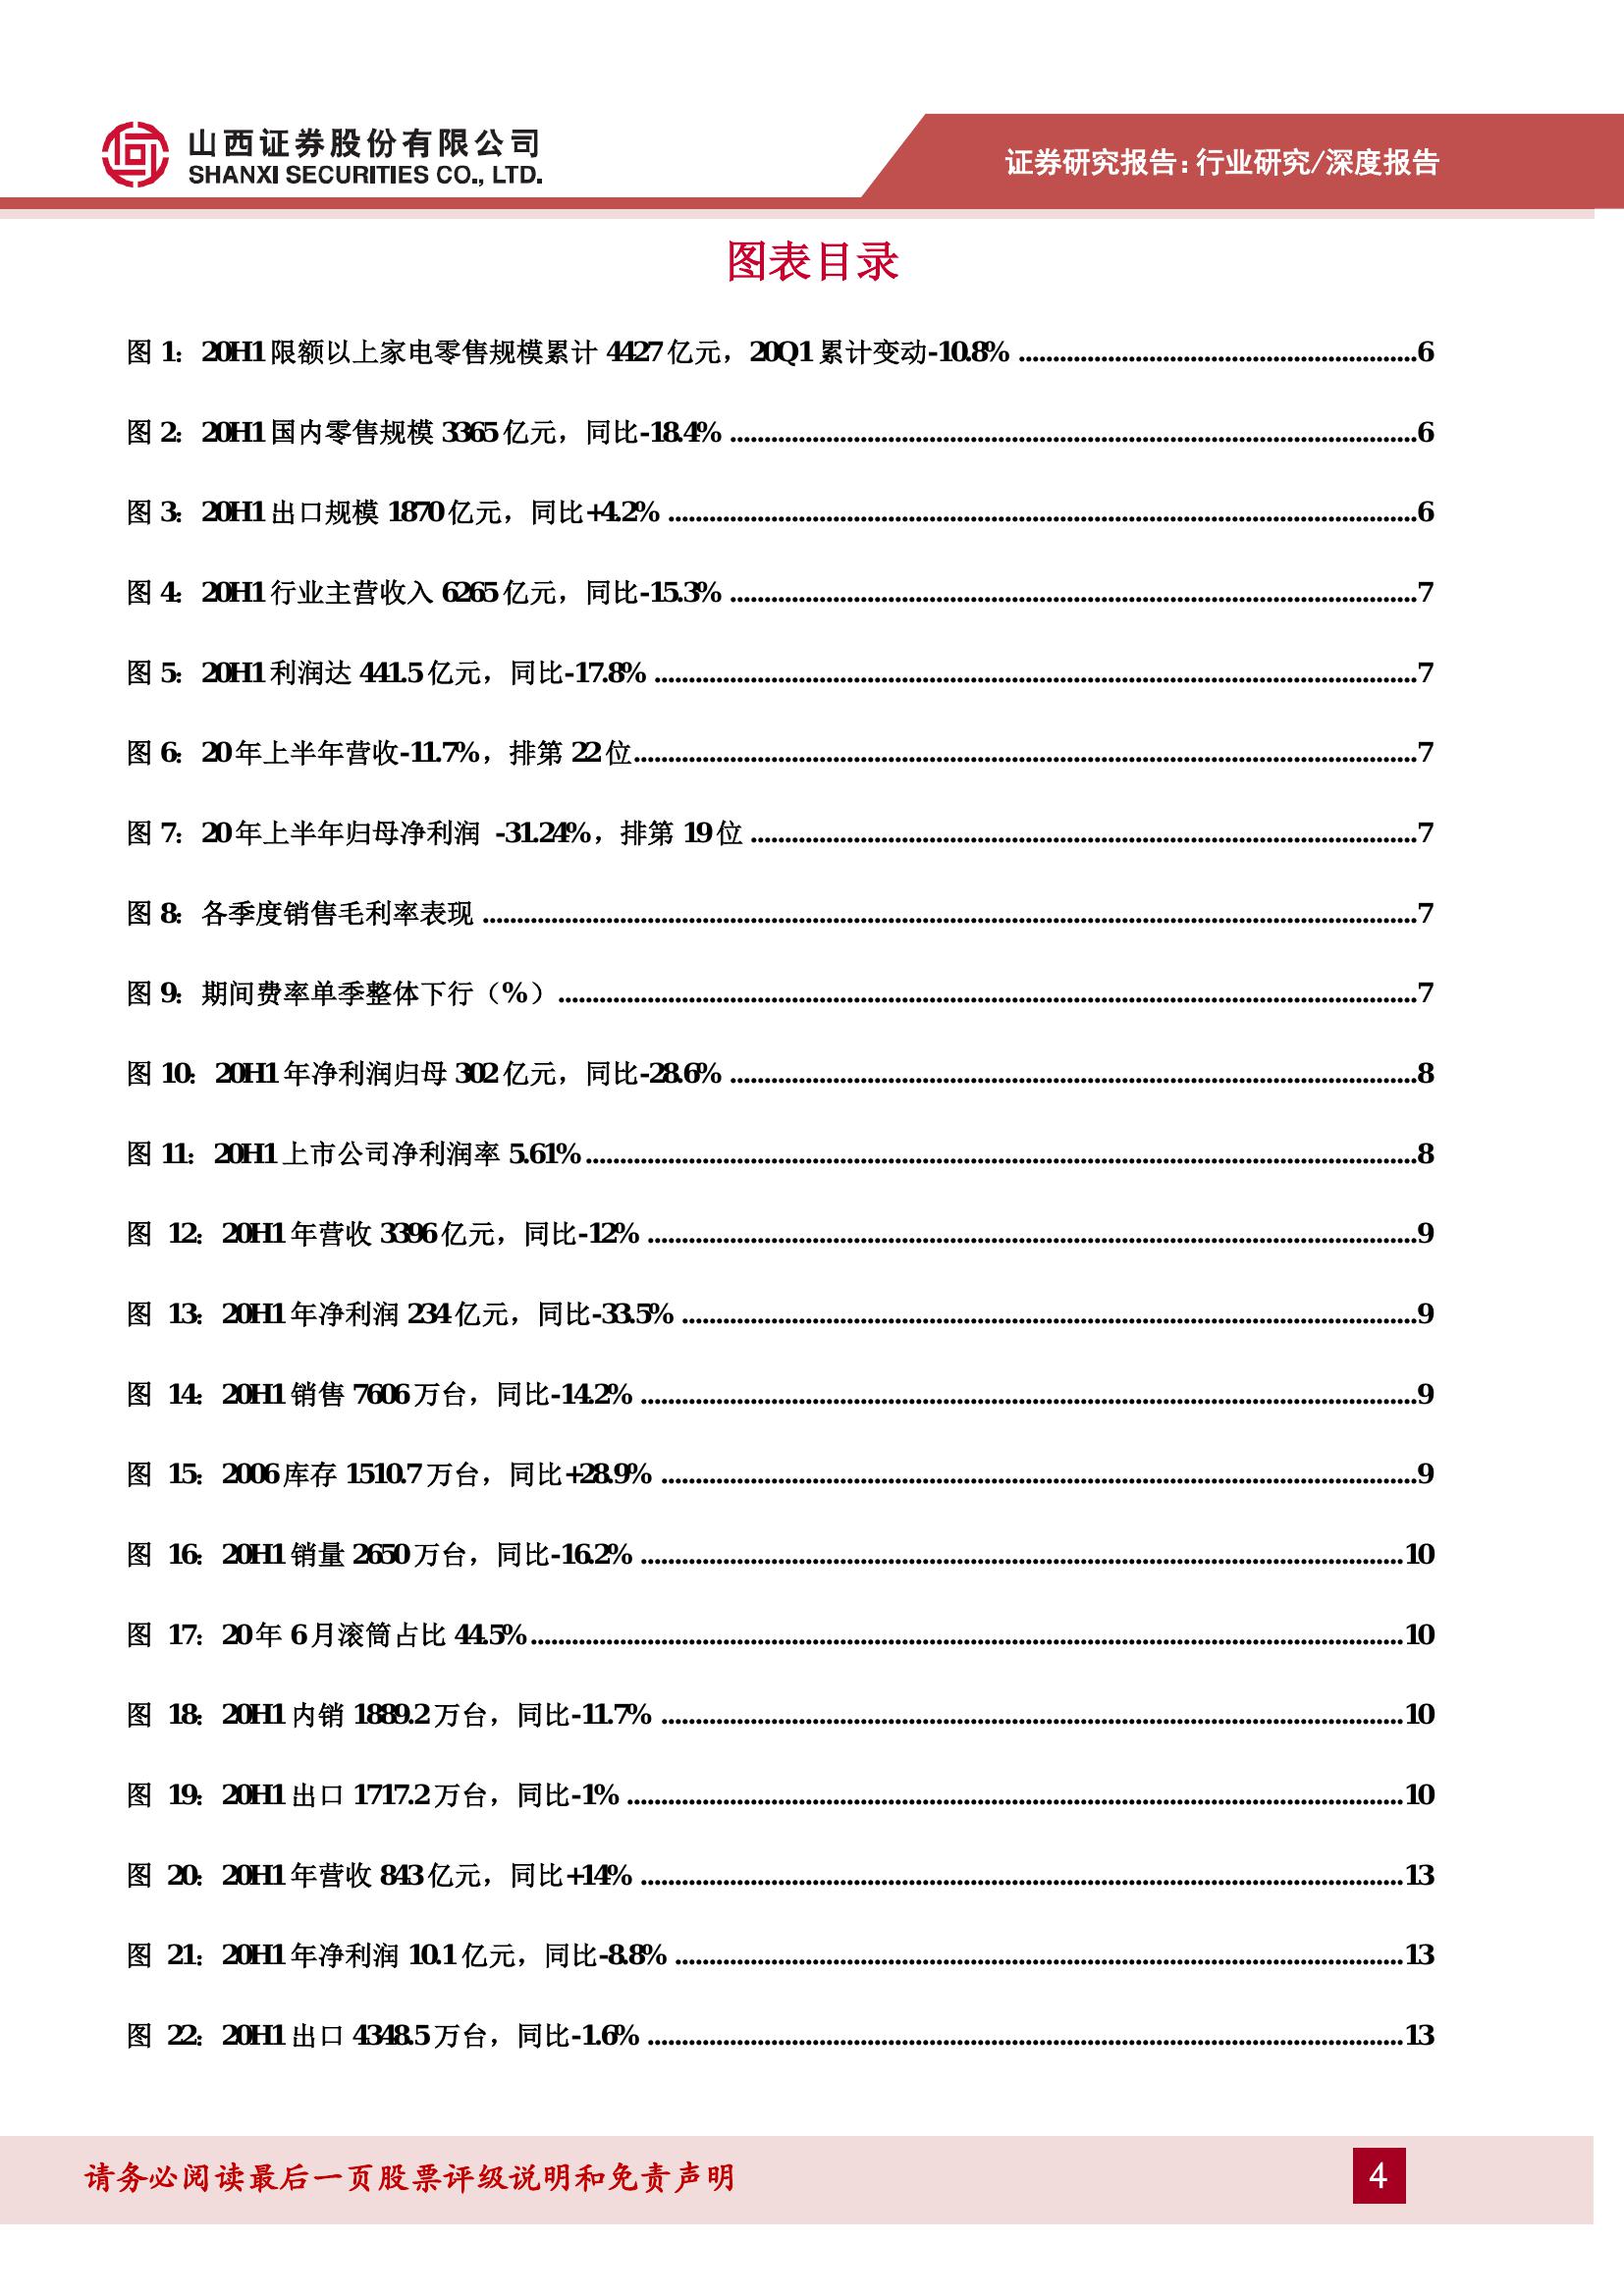 山西证券股份有限公司
SHANXI SECURITIES CO., LTD.
证券研究报告:行业研究/深度报告
图表目录
图 1: 20H1 限额以上家电零售规模累计 4427 亿元，20Q1 累计变动-10.8% ........................................6
图 2: 20H1 国内零售规模 3365 亿元，同比-18.4% ........................................6
图 3: 20H1 出口规模 1870 亿元，同比+4.2% ........................................6
图 4: 20H1 行业主营收入 6265 亿元，同比-15.3% ........................................7
图 5: 20H1 利润达 441.5 亿元，同比-17.8% ........................................7
图 6: 20 年上半年营收-11.7%，排第 22 位........................................7
图 7: 20 年上半年归母净利润 -31.24%，排第 19 位 ........................................7
图 8: 各季度销售毛利率表现 ........................................7
图 9: 期间费率单季整体下行（%）........................................7
图 10: 20H1 年净利润归母 302 亿元，同比-28.6% ........................................8
图 11: 20H1 上市公司净利润率 5.61%........................................8
图 12: 20H1 年营收 3396 亿元，同比-12% ........................................9
图 13: 20H1 年净利润 234 亿元，同比-33.5% ........................................9
图 14: 20H1 销售 7606 万台，同比-14.2% ........................................9
图 15: 2006 库存 1510.7 万台，同比+28.9% ........................................9
图 16: 20H1 销量 2650 万台，同比-16.2% ........................................10
图 17: 20 年 6 月滚筒占比 44.5%........................................10
图 18: 20H1 内销 1889.2 万台，同比-11.7% ........................................10
图 19: 20H1 出口 1717.2 万台，同比-1% ........................................10
图 20: 20H1 年营收 843 亿元，同比+14% ........................................13
图 21: 20H1 年净利润 10.1 亿元，同比-8.8% ........................................13
图 22: 20H1 出口 4348.5 万台，同比-1.6% ........................................13
请务必阅读最后一页股票评级说明和免责声明
4